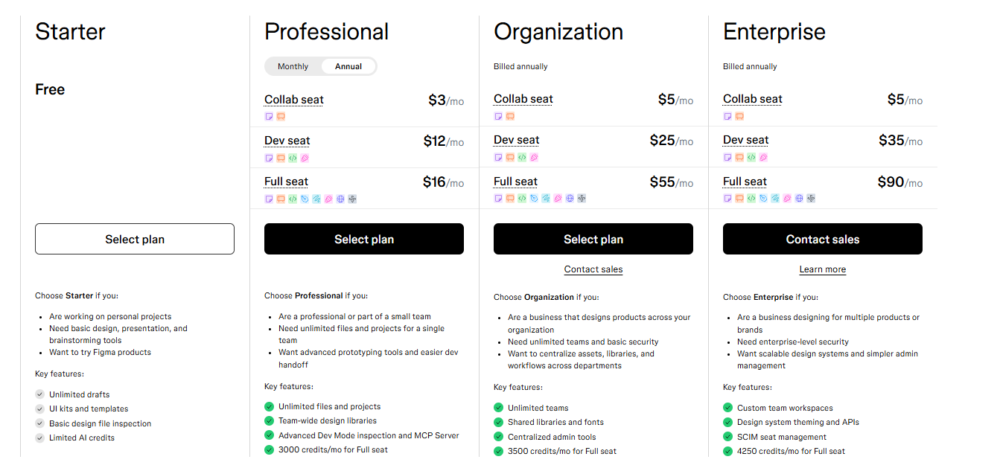 Starter
Free
Select plan
Choose Starter if you:
Are working on personal projects
Need basic design, presentation, and
brainstorming tools
Want to try Figma products
Key features:
Unlimited drafts
UI kits and templates
Basic design file inspection
Limited AI credits
Professional
Monthly
Annual
Collab seat $3/mo
Dev seat $12/mo
Full seat $16/mo
Select plan
Choose Professional if you:
Are a professional or part of a small team
Need unlimited files and projects for a single
team
Want advanced prototyping tools and easier dev
handoff
Key features:
Unlimited files and projects
Team-wide design libraries
Advanced Dev Mode inspection and MCP Server
3000 credits/mo for Full seat
Organization
Billed annually
Collab seat $5/mo
Dev seat $25/mo
Full seat $55/mo
Select plan
Contact sales
Choose Organization if you:
Are a business that designs products across your
organization
Need unlimited teams and basic security
Want to centralize assets, libraries, and
workflows across departments
Key features:
Unlimited teams
Shared libraries and fonts
Centralized admin tools
3500 credits/mo for Full seat
Enterprise
Billed annually
Collab seat $5/mo
Dev seat $35/mo
Full seat $90/mo
Contact sales
Learn more
Choose Enterprise if you:
Are a business designing for multiple products or
brands
Need enterprise-level security
Want scalable design systems and simpler admin
management
Key features:
Custom team workspaces
Design system theming and APIs
SCIM seat management
4250 credits/mo for Full seat